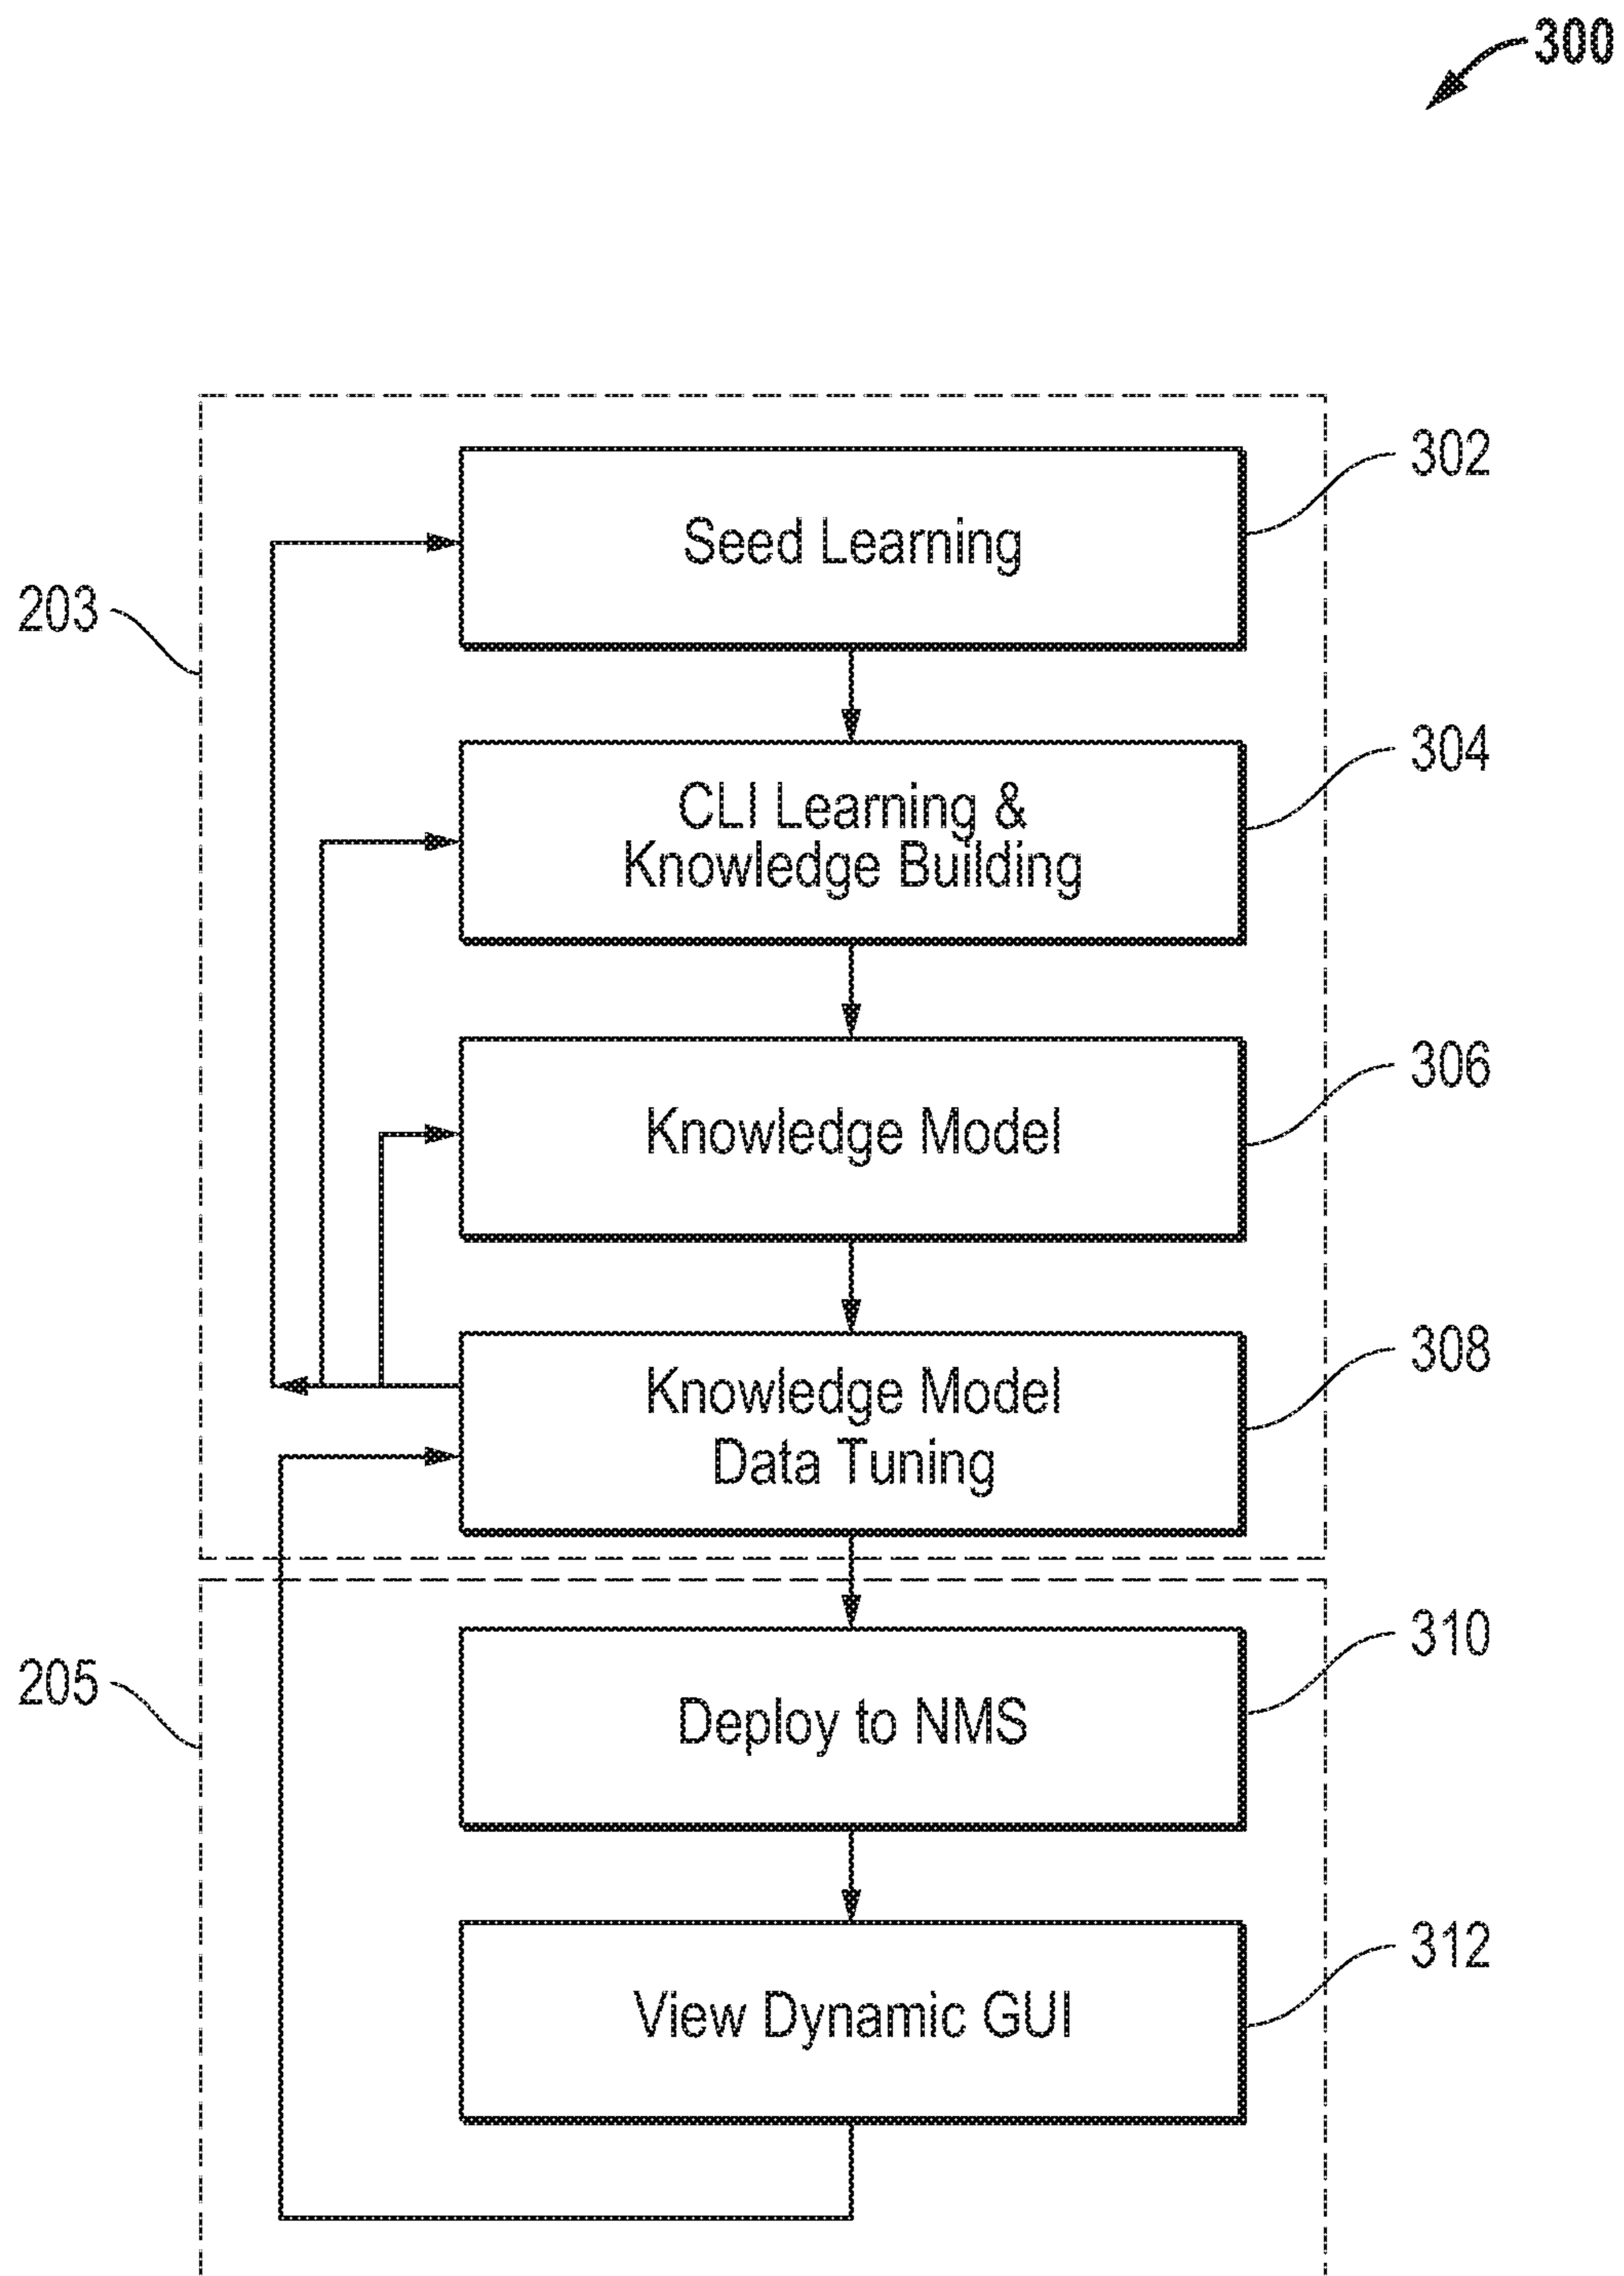 300
302
Seed Learning
203
304
CLI Learning &
Knowledge Building
306
Knowledge Model
308
Knowledge Model
Data Tuning
310
205
Deploy to NMS
312
View Dynamic GUI